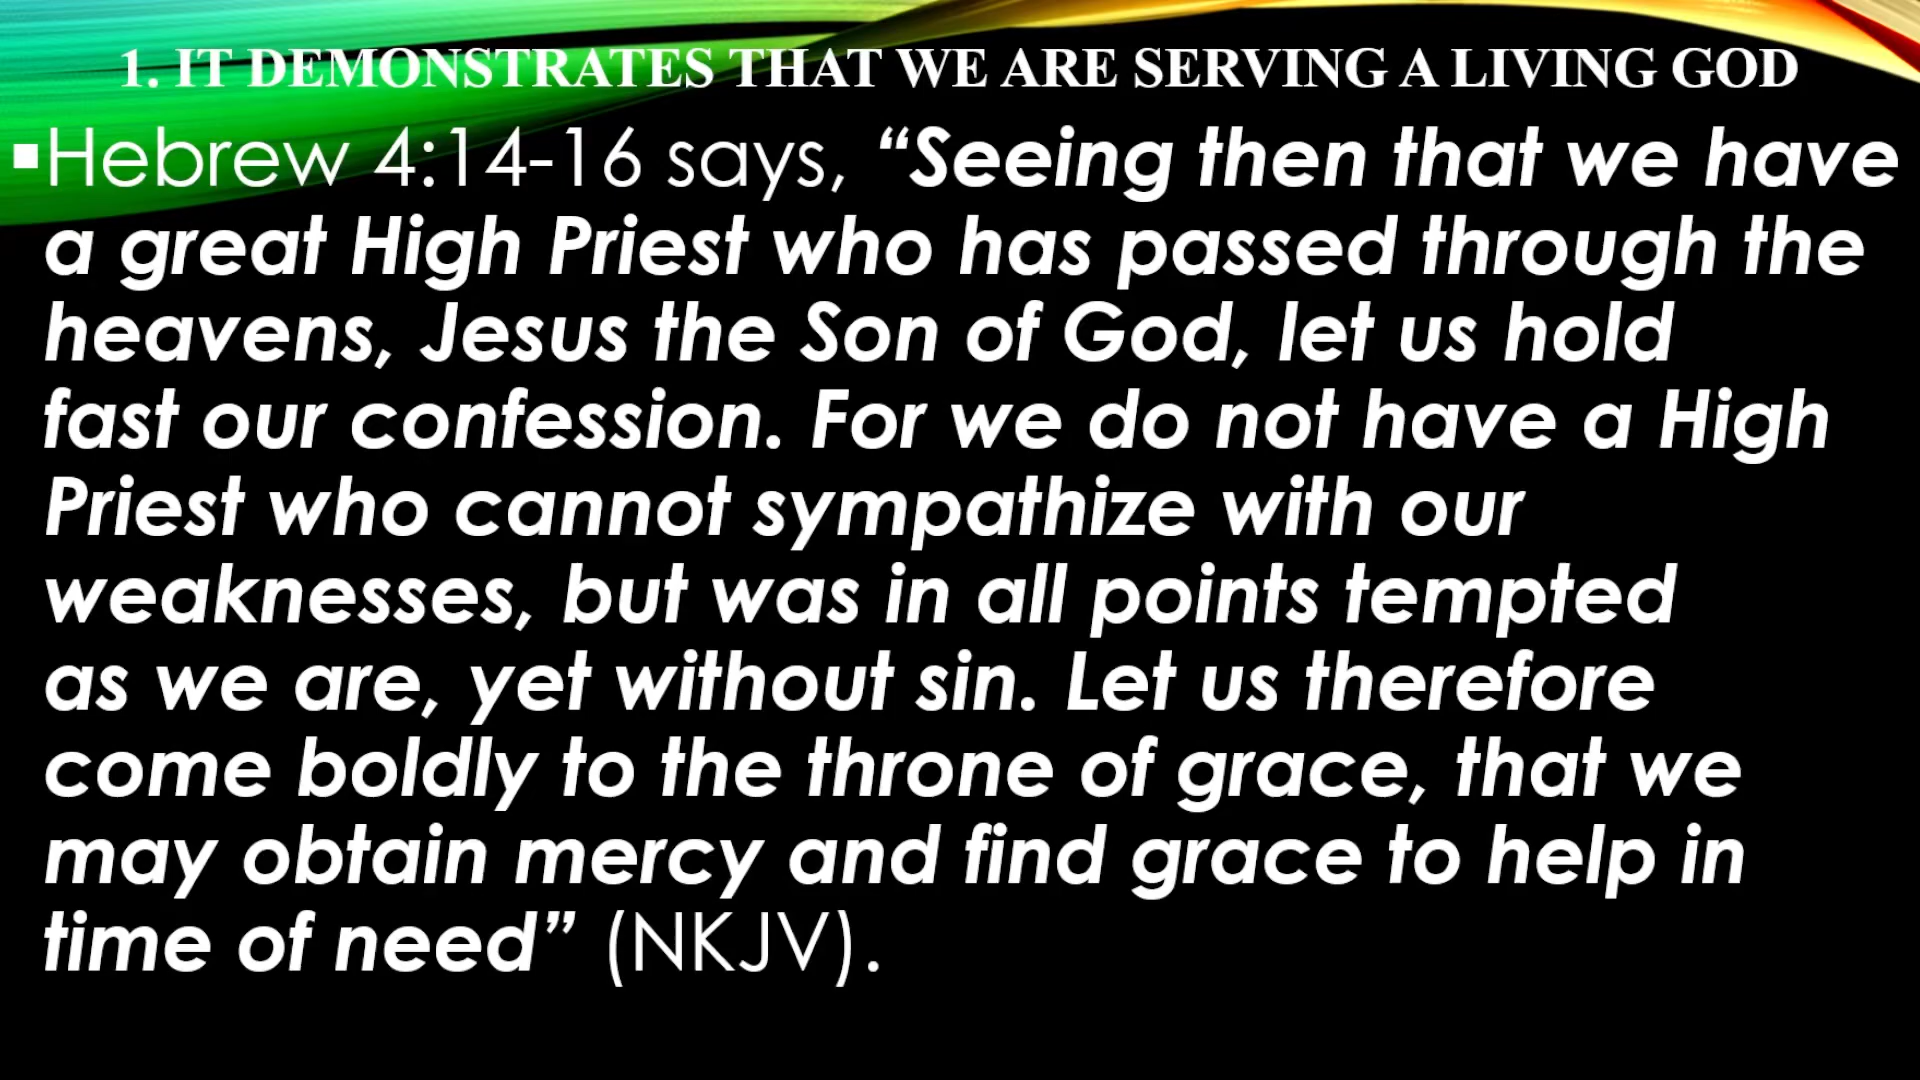 1. IT DEMONSTRATES THAT WE ARE SERVING A LIVING GOD
▪Hebrew 4:14-16 says, “Seeing then that we have
a great High Priest who has passed through the
heavens, Jesus the Son of God, let us hold
fast our confession. For we do not have a High
Priest who cannot sympathize with our
weaknesses, but was in all points tempted
as we are, yet without sin. Let us therefore
come boldly to the throne of grace, that we
may obtain mercy and find grace to help in
time of need” (NKJV).